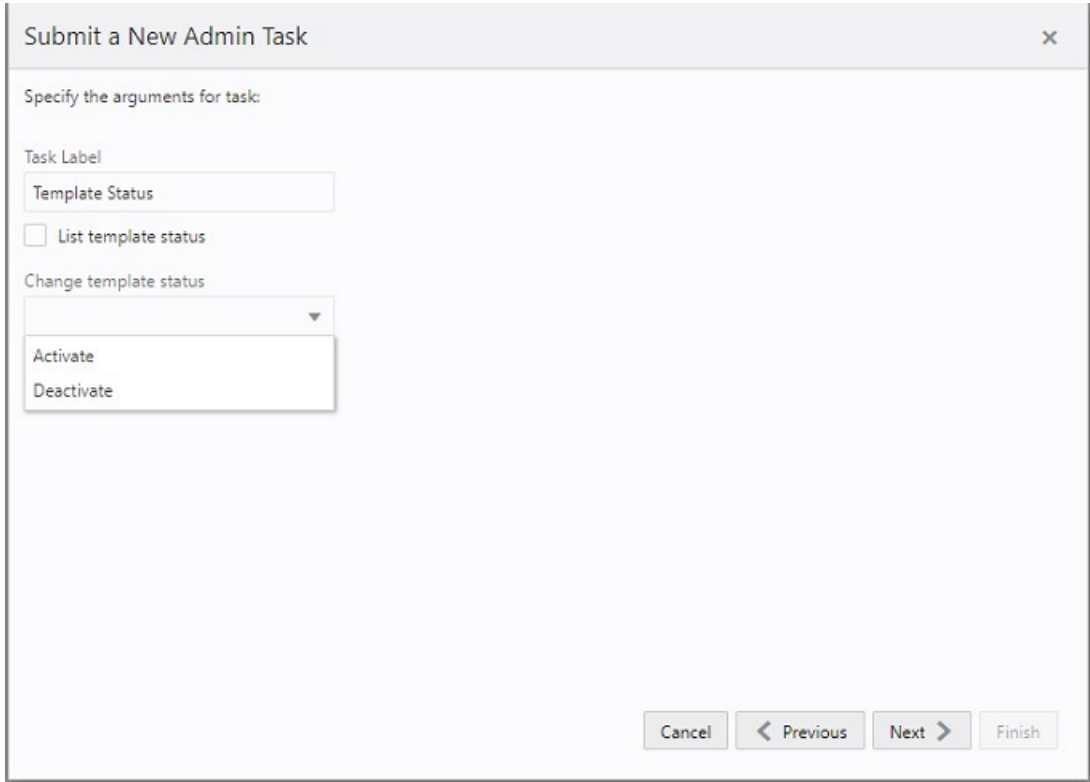 Submit a New Admin Task
Specify the arguments for task:
Task Label
Template Status
List template status
Change template status
Activate
Deactivate
Cancel
Previous
Next
Finish